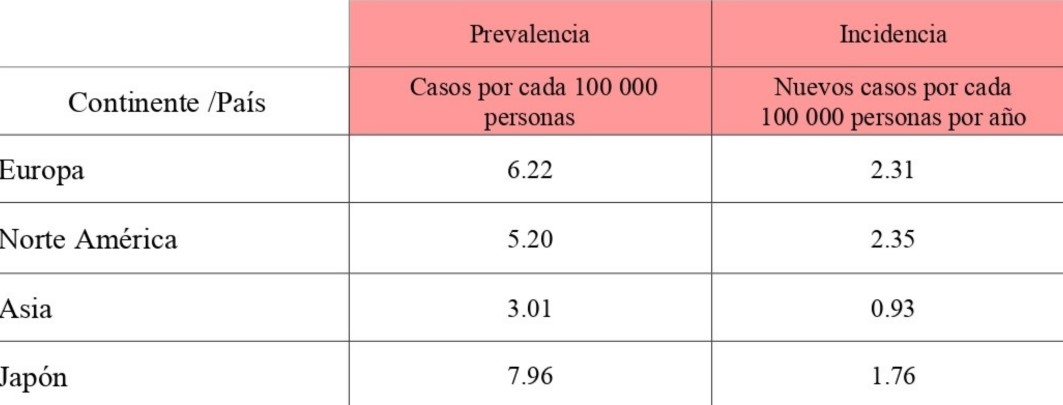 Prevalencia Incidencia
Continente /País Casos por cada 100 000 personas Nuevos casos por cada 100 000 personas por año
Europa 6.22 2.31
Norte América 5.20 2.35
Asia 3.01 0.93
Japón 7.96 1.76